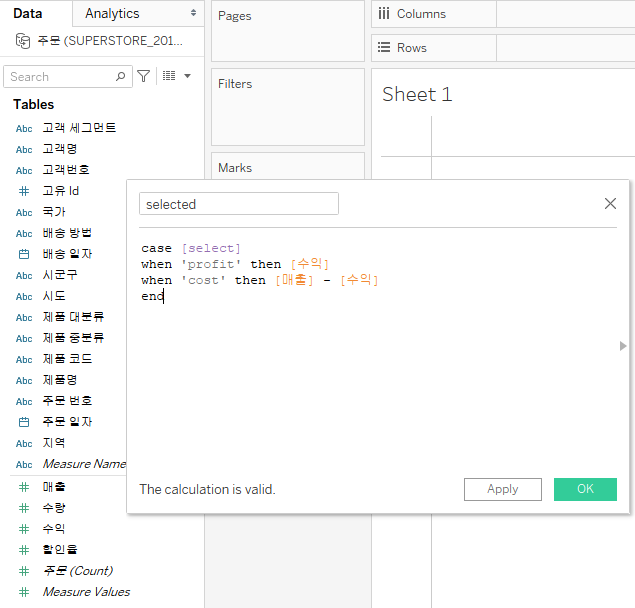 Data
Analytics
주문 (SUPERSTORE_201...
Search
Tables
Abc 고객 세그먼트
Abc 고객명
Abc 고객번호
# 고유 Id
Abc 국가
Abc 배송 방법
배송 일자
Abc 시군구
Abc 시도
Abc 제품 대분류
Abc 제품 중분류
Abc 제품 코드
Abc 제품명
Abc 주문 번호
주문 일자
Abc 지역
Abc Measure Name
# 매출
# 수량
# 수익
# 할인율
# 주문 (Count)
# Measure Values
Pages
Filters
Marks
Columns
Rows
Sheet 1
selected
case [select]
when 'profit' then [수익]
when 'cost' then [매출] - [수익]
end
The calculation is valid.
Apply
OK